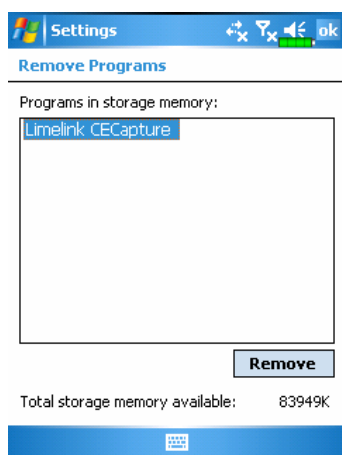 Settings ok
Remove Programs
Programs in storage memory:
Limelink CECapture
Remove
Total storage memory available: 83949K